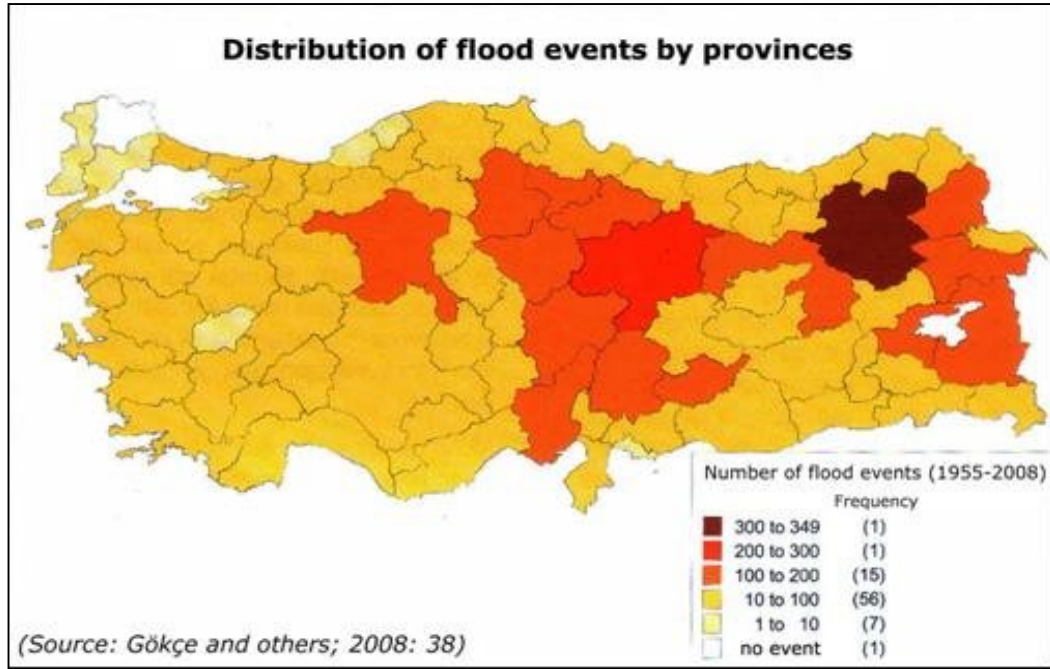 Distribution of flood events by provinces
Number of flood events (1955-2008)
Frequency
300 to 349 (1)
200 to 300 (1)
100 to 200 (15)
10 to 100 (56)
1 to 10 (7)
no event (1)
(Source: Gökçe and others; 2008: 38)